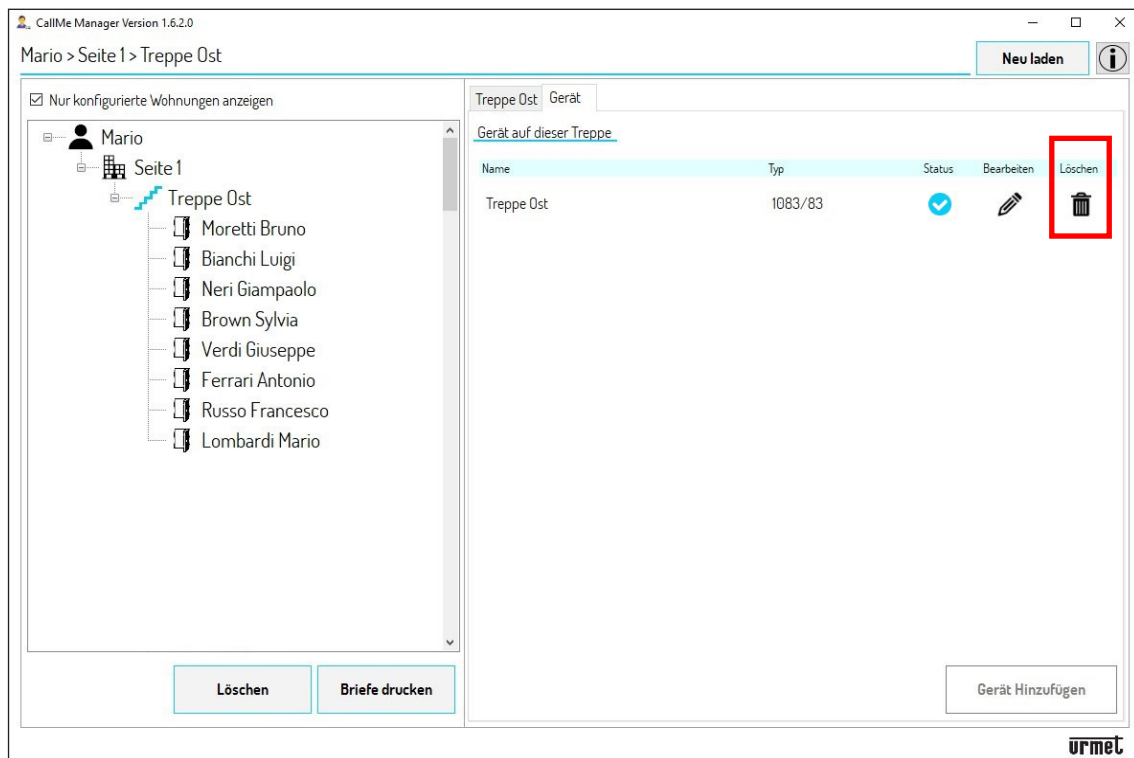 CallMe Manager Version 1.6.2.0
Mario > Seite 1 > Treppe Ost
Neu laden
Nur konfigurierte Wohnungen anzeigen
Mario
Seite 1
Treppe Ost
Moretti Bruno
Bianchi Luigi
Neri Giampaolo
Brown Sylvia
Verdi Giuseppe
Ferrari Antonio
Russo Francesco
Lombardi Mario
Löschen
Briefe drucken
Treppe Ost Gerät
Gerät auf dieser Treppe
Name Typ Status Bearbeiten Löschen
Treppe Ost 1083/83
Gerät Hinzufügen
urmet